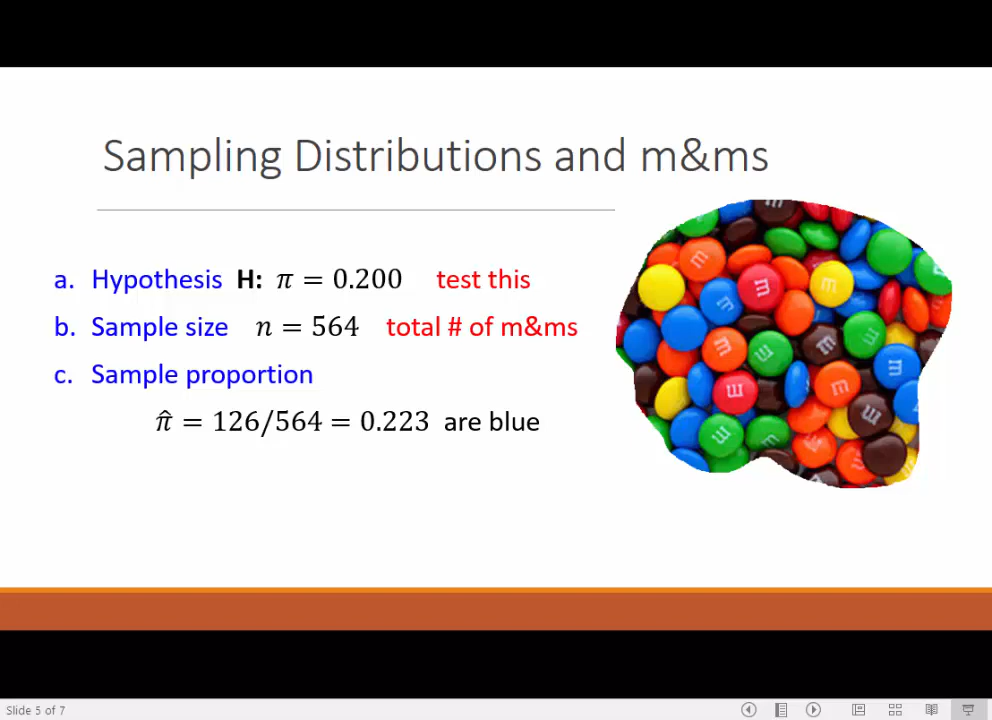 Sampling Distributions and m&ms
a. Hypothesis H: π = 0.200 test this
b. Sample size n = 564 total # of m&ms
c. Sample proportion
π̂ = 126/564 = 0.223 are blue
m m m m m m m m m m m m
Slide 5 of 7